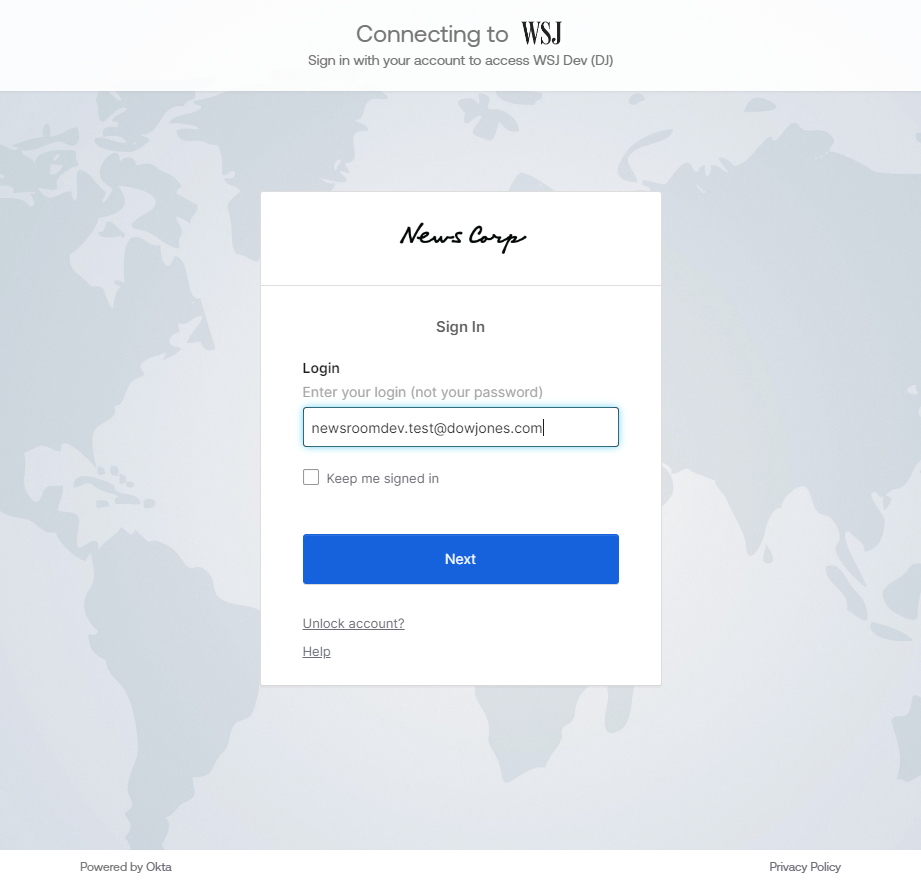 Connecting to WSJ
Sign in with your account to access WSJ Dev (DJ)
News Corp
Sign In
Login
Enter your login (not your password)
newsroomdev.test@dowjones.com
Keep me signed in
Next
Unlock account?
Help
Powered by Okta
Privacy Policy